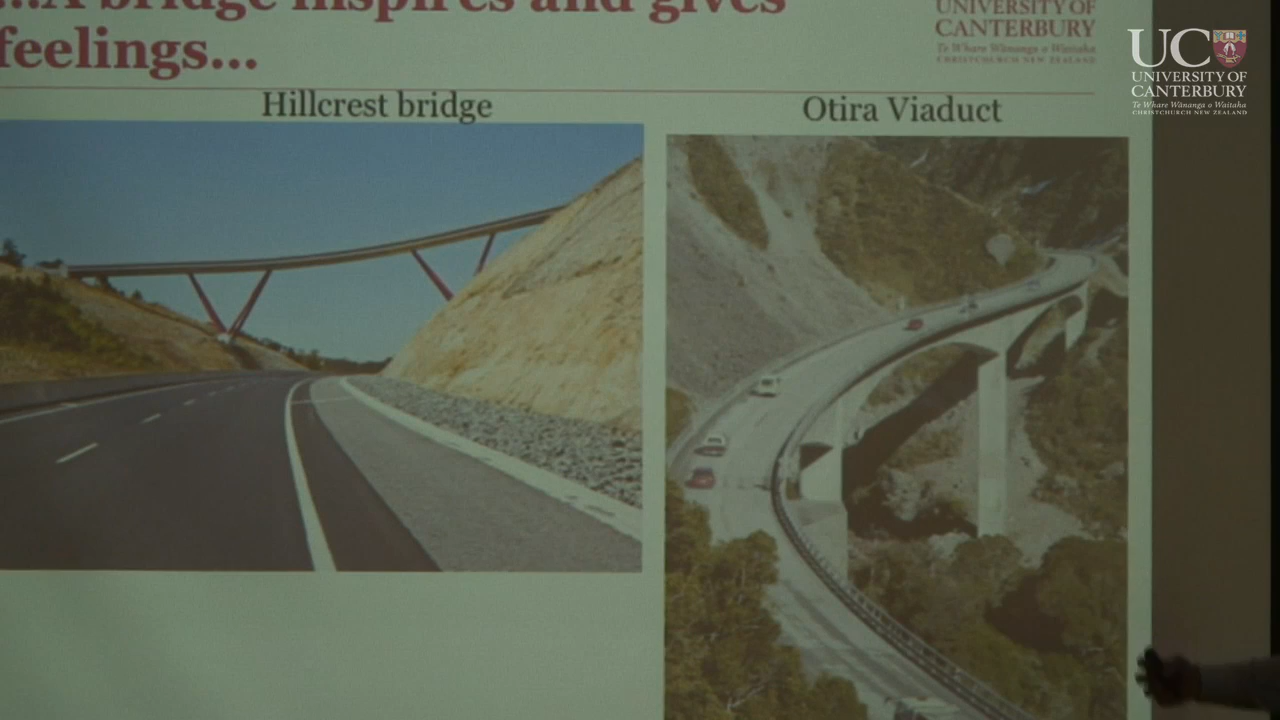 ...A bridge inspires and gives
feelings...
UNIVERSITY OF
CANTERBURY
Te Whare Wānanga o Waitaha
CHRISTCHURCH NEW ZEALAND
UC
UNIVERSITY OF
CANTERBURY
Te Whare Wānanga o Waitaha
CHRISTCHURCH NEW ZEALAND
Hillcrest bridge
Otira Viaduct